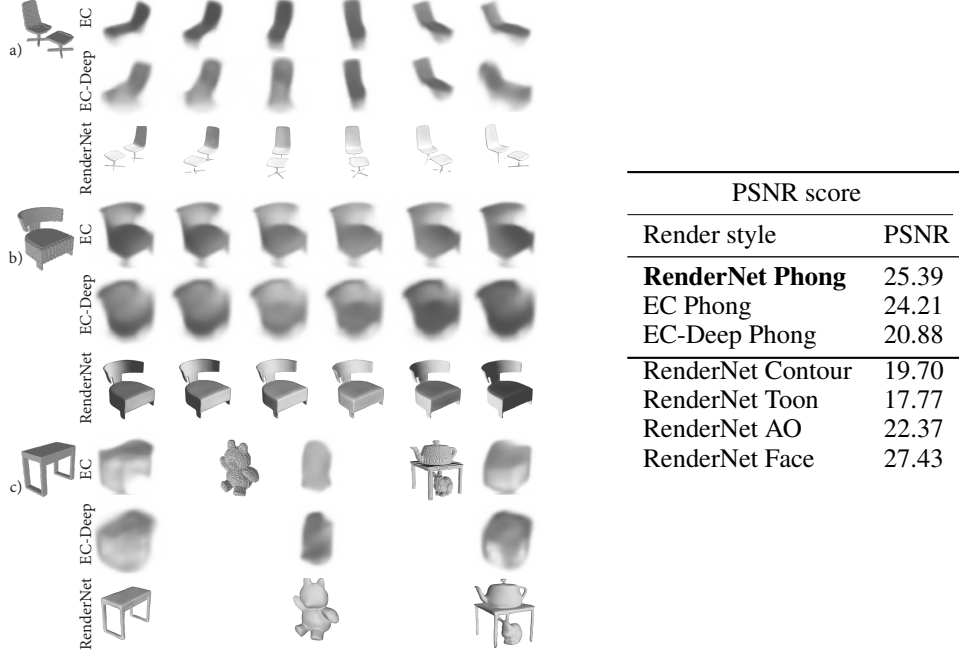 a)
EC
EC-Deep
RenderNet
b)
EC
EC-Deep
RenderNet
c)
EC
EC-Deep
RenderNet
PSNR score
Render style PSNR
RenderNet Phong 25.39
EC Phong 24.21
EC-Deep Phong 20.88
RenderNet Contour 19.70
RenderNet Toon 17.77
RenderNet AO 22.37
RenderNet Face 27.43